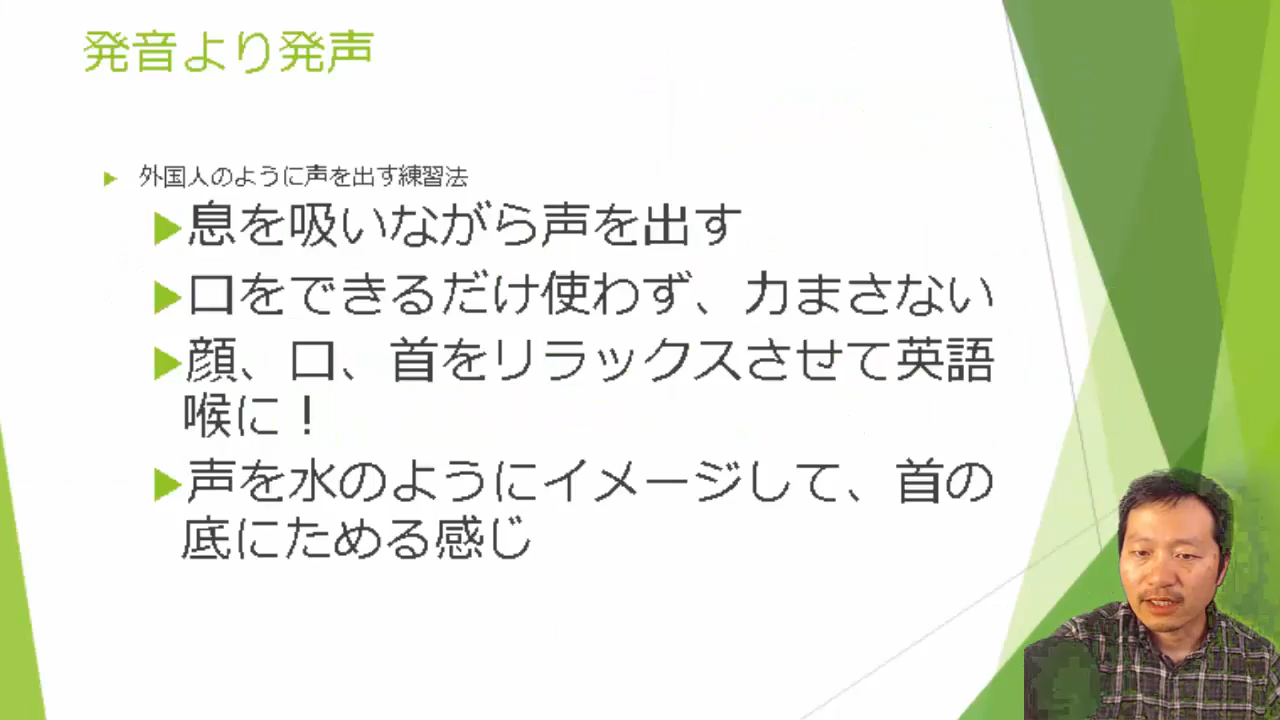 発音より発声
外国人のように声を出す練習法
息を吸いながら声を出す
口をできるだけ使わず、力まさない
顔、口、首をリラックスさせて英語
喉に！
声を水のようにイメージして、首の
底にためる感じ